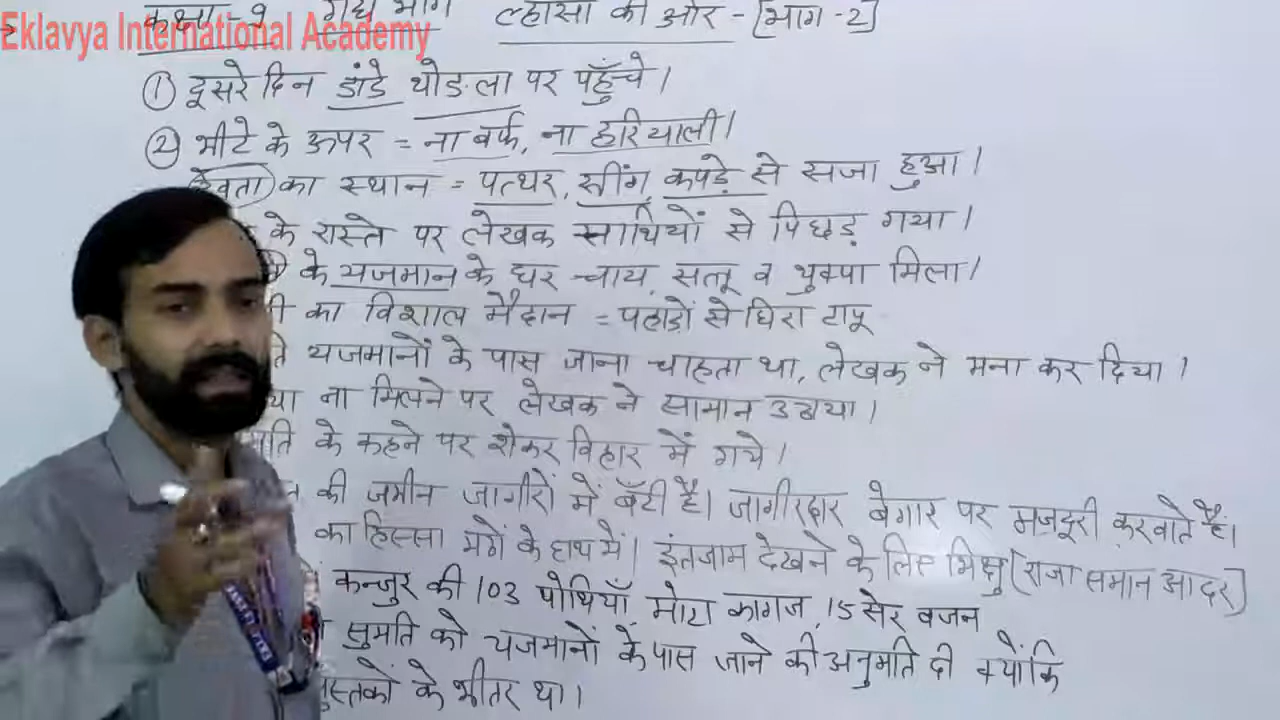 कक्षा -9 गद्य भाग ल्हासा की ओर - [भाग -2]
Eklavya International Academy
① दूसरे दिन डांडे थोङला पर पहुँचे।
② भीटे के ऊपर = ना बर्फ, ना हरियाली।
देवता का स्थान = पत्थर, सींग, कपड़े से सजा हुआ।
के रास्ते पर लेखक साथियों से पिछड़ गया।
के यजमान के घर चाय, सत्तू व थुक्पा मिला।
का विशाल मैदान = पहाड़ों से घिरा टापू
यजमानों के पास जाना चाहता था, लेखक ने मना कर दिया।
ना मिलने पर लेखक ने सामान उठाया।
के कहने पर शेकर विहार में गये।
की जमीन जागीरों में बँटी है। जागीरदार बेगार पर मजदूरी करवाते है।
का हिस्सा मठों के हाथ में। इंतजाम देखने के लिए भिक्षु [राजा समान आदर]
कन्जुर की 103 पोथियाँ, मोटा कागज, 15 सेर वजन
सुमति को यजमानों के पास जाने की अनुमति दी क्योंकि
पुस्तकों के भीतर था।